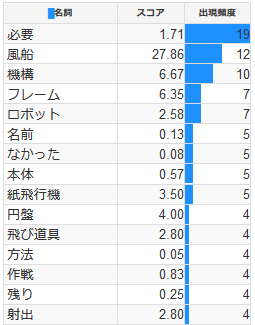 名詞 スコア 出現頻度
必要 1.71 19
風船 27.86 12
機構 6.67 10
フレーム 6.35 7
ロボット 2.58 7
名前 0.13 5
なかった 0.08 5
本体 0.57 5
紙飛行機 3.50 5
円盤 4.00 4
飛び道具 2.80 4
方法 0.05 4
作戦 0.83 4
残り 0.25 4
射出 2.80 4